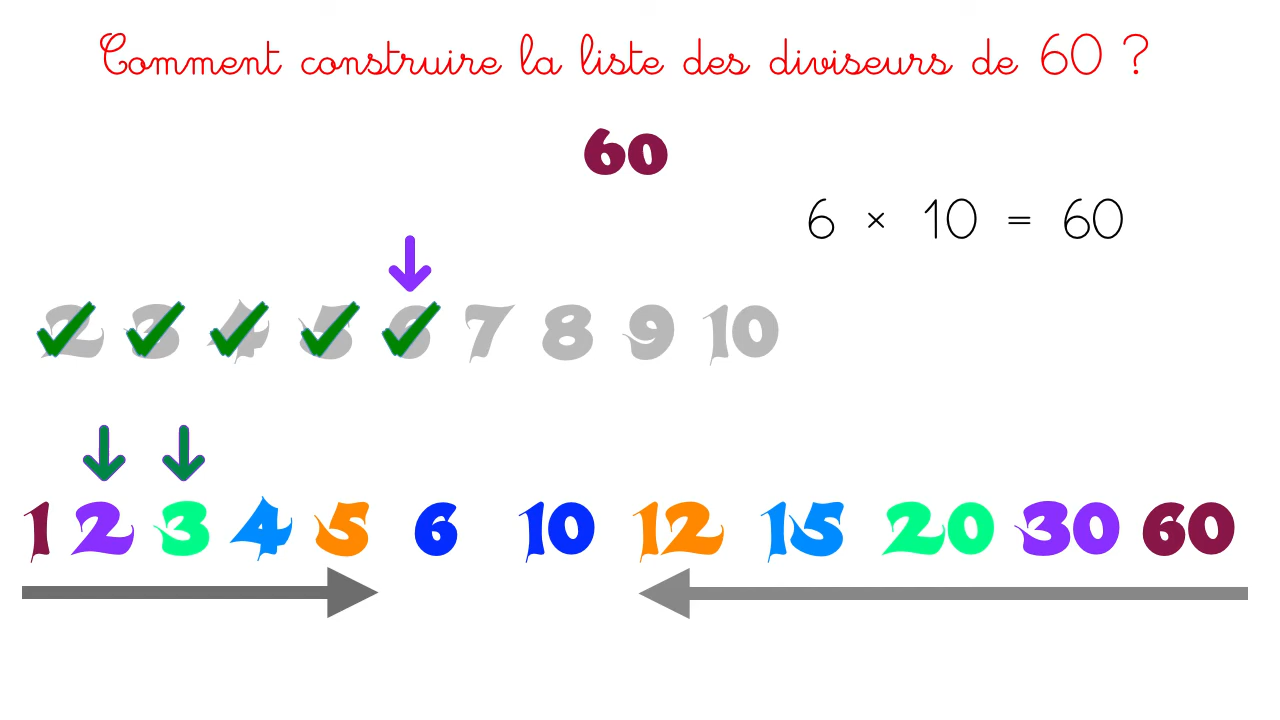 Comment construire la liste des diviseurs de 60 ?
60
6 × 10 = 60
2 3 4 5 6 7 8 9 10
1 2 3 4 5 6 10 12 15 20 30 60